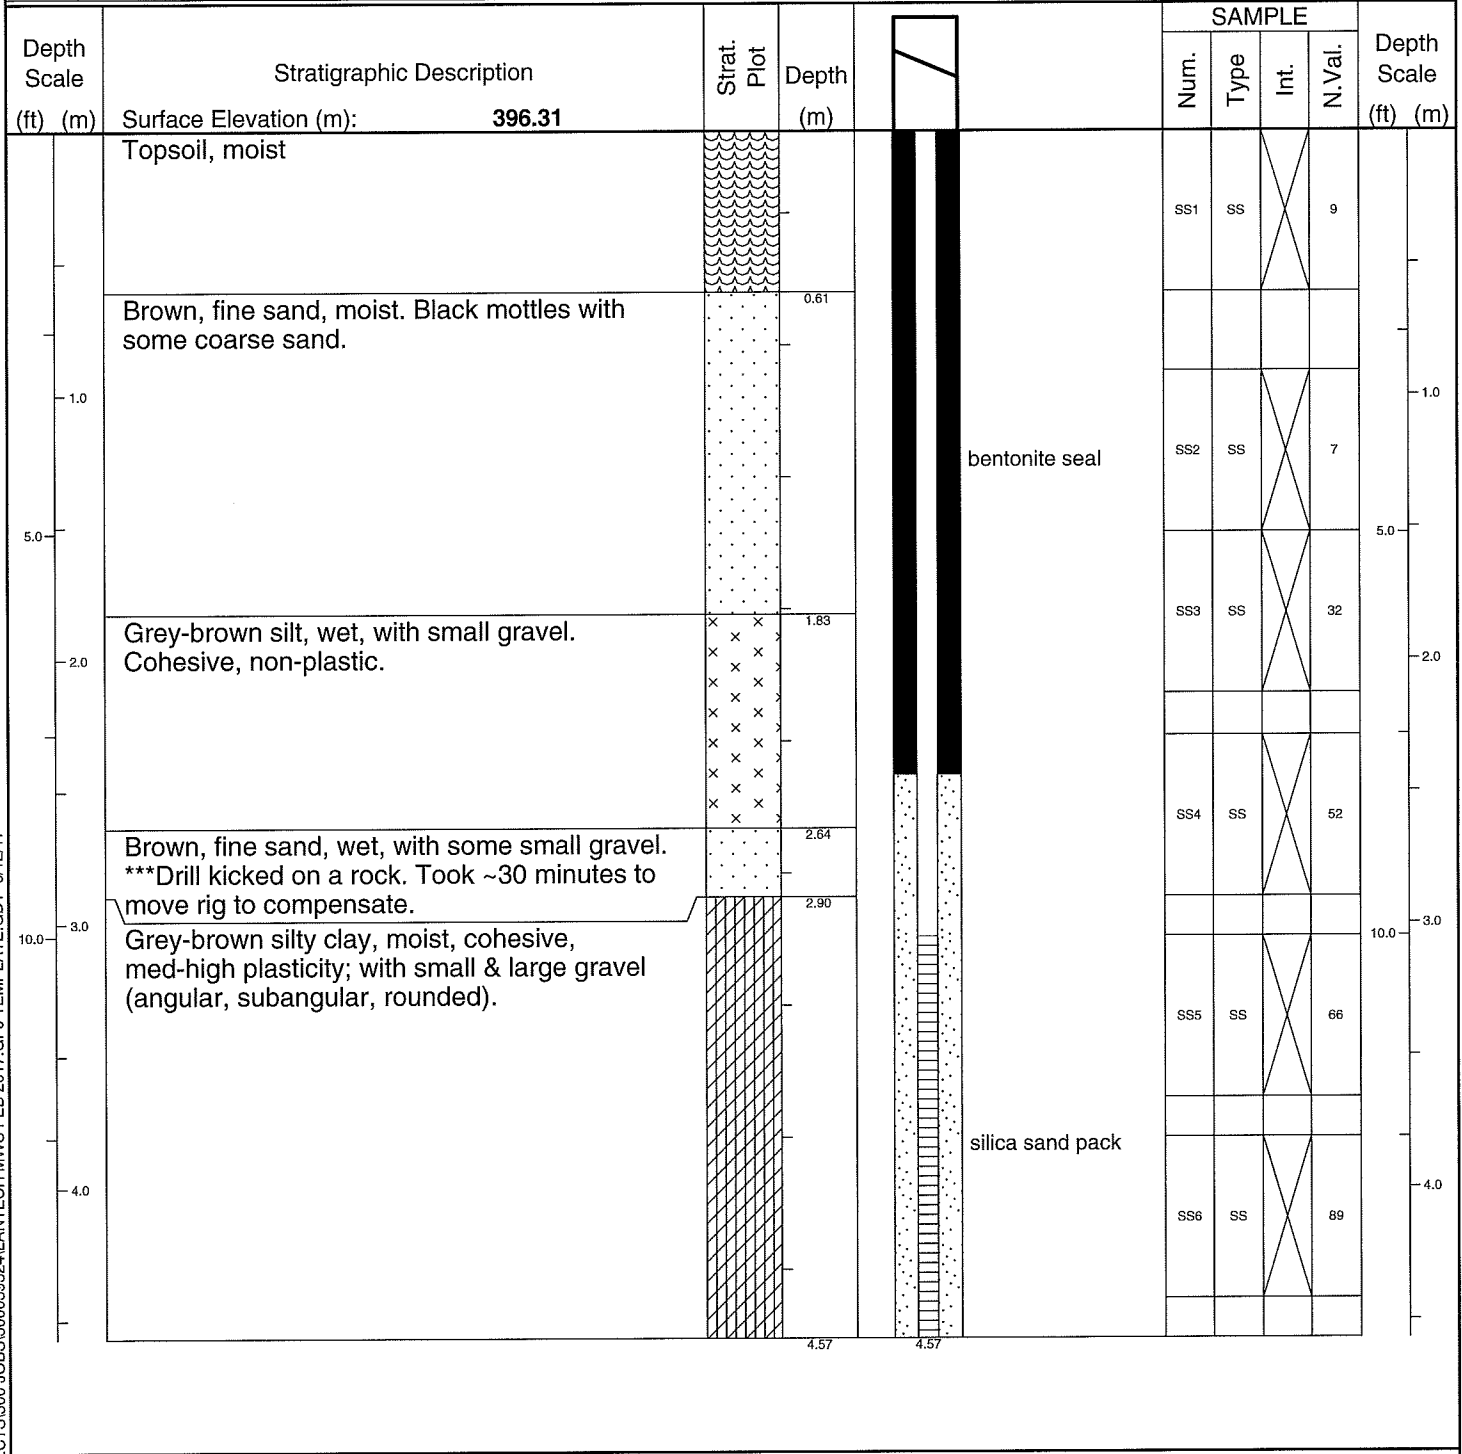 SAMPLE
Depth Scale
Stratigraphic Description
Strat. Plot
Depth
Num.
Type
Int.
N.Val.
Depth Scale
(ft) (m)
Surface Elevation (m): 396.31
(m)
(ft) (m)
Topsoil, moist
SS1 SS 9
0.61
Brown, fine sand, moist. Black mottles with
some coarse sand.
1.0
1.0
SS2 SS 7
bentonite seal
5.0
5.0
SS3 SS 32
1.83
Grey-brown silt, wet, with small gravel.
Cohesive, non-plastic.
2.0
2.0
SS4 SS 52
2.64
Brown, fine sand, wet, with some small gravel.
***Drill kicked on a rock. Took ~30 minutes to
move rig to compensate.
2.90
3.0
3.0
10.0
10.0
Grey-brown silty clay, moist, cohesive,
med-high plasticity; with small & large gravel
(angular, subangular, rounded).
SS5 SS 66
silica sand pack
4.0
4.0
SS6 SS 89
4.57
4.57